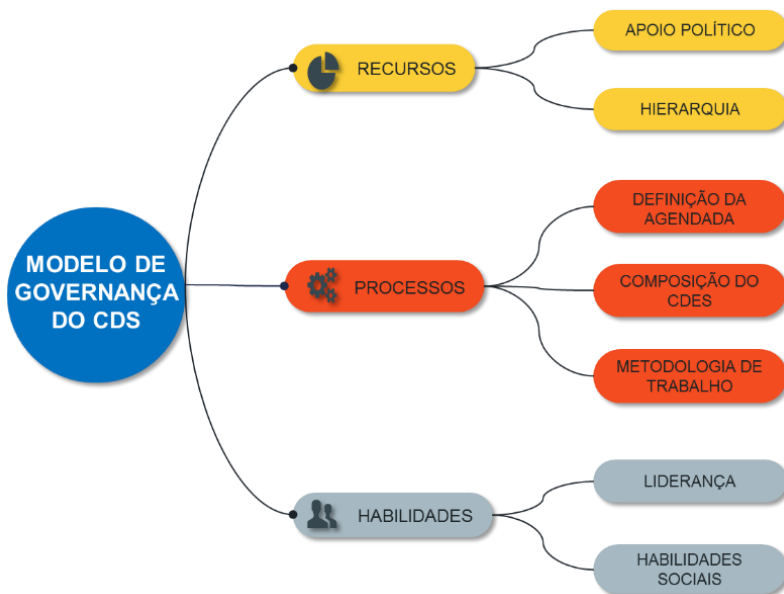 APOIO POLÍTICO
RECURSOS
HIERARQUIA
DEFINIÇÃO DA
AGENDADA
MODELO DE
GOVERNANÇA
DO CDS
PROCESSOS
COMPOSIÇÃO DO
CDES
METODOLOGIA DE
TRABALHO
LIDERANÇA
HABILIDADES
HABILIDADES
SOCIAIS